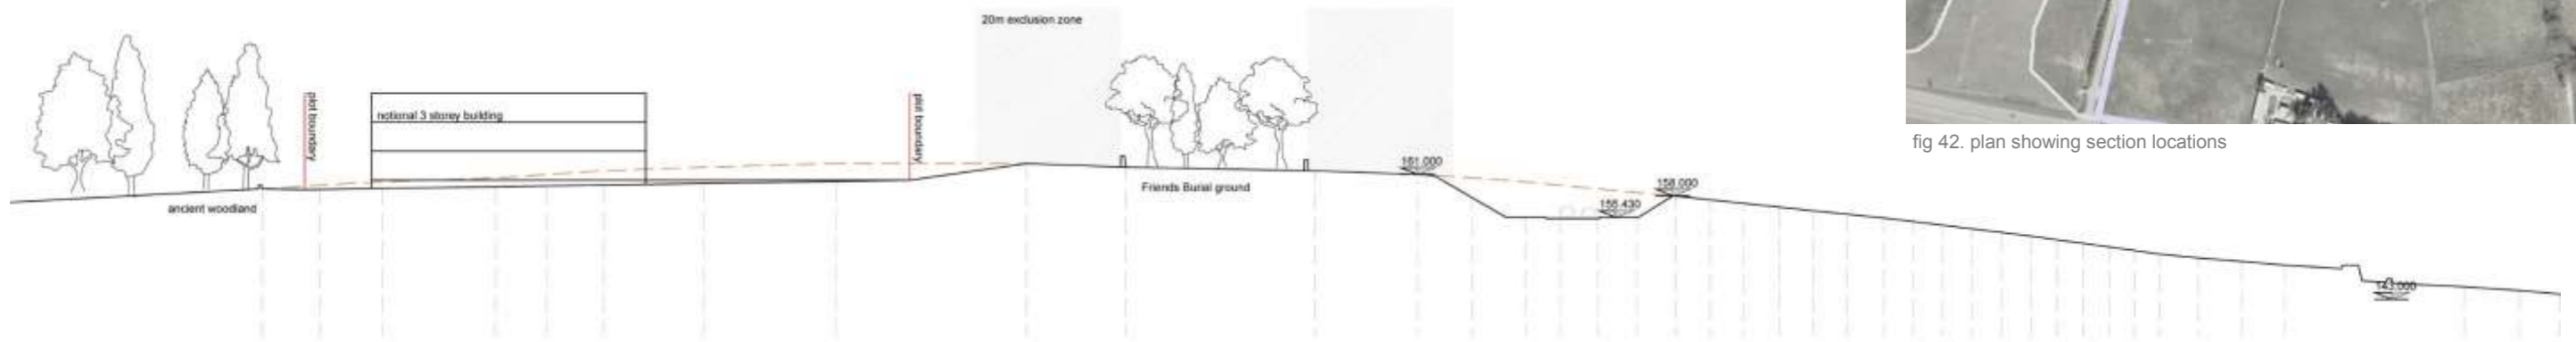 20m exclusion zone
plot boundary
notional 3 storey building
plot boundary
161.000
158.000
155.430
Friends Burial ground
ancient woodland
143.000
fig 42. plan showing section locations